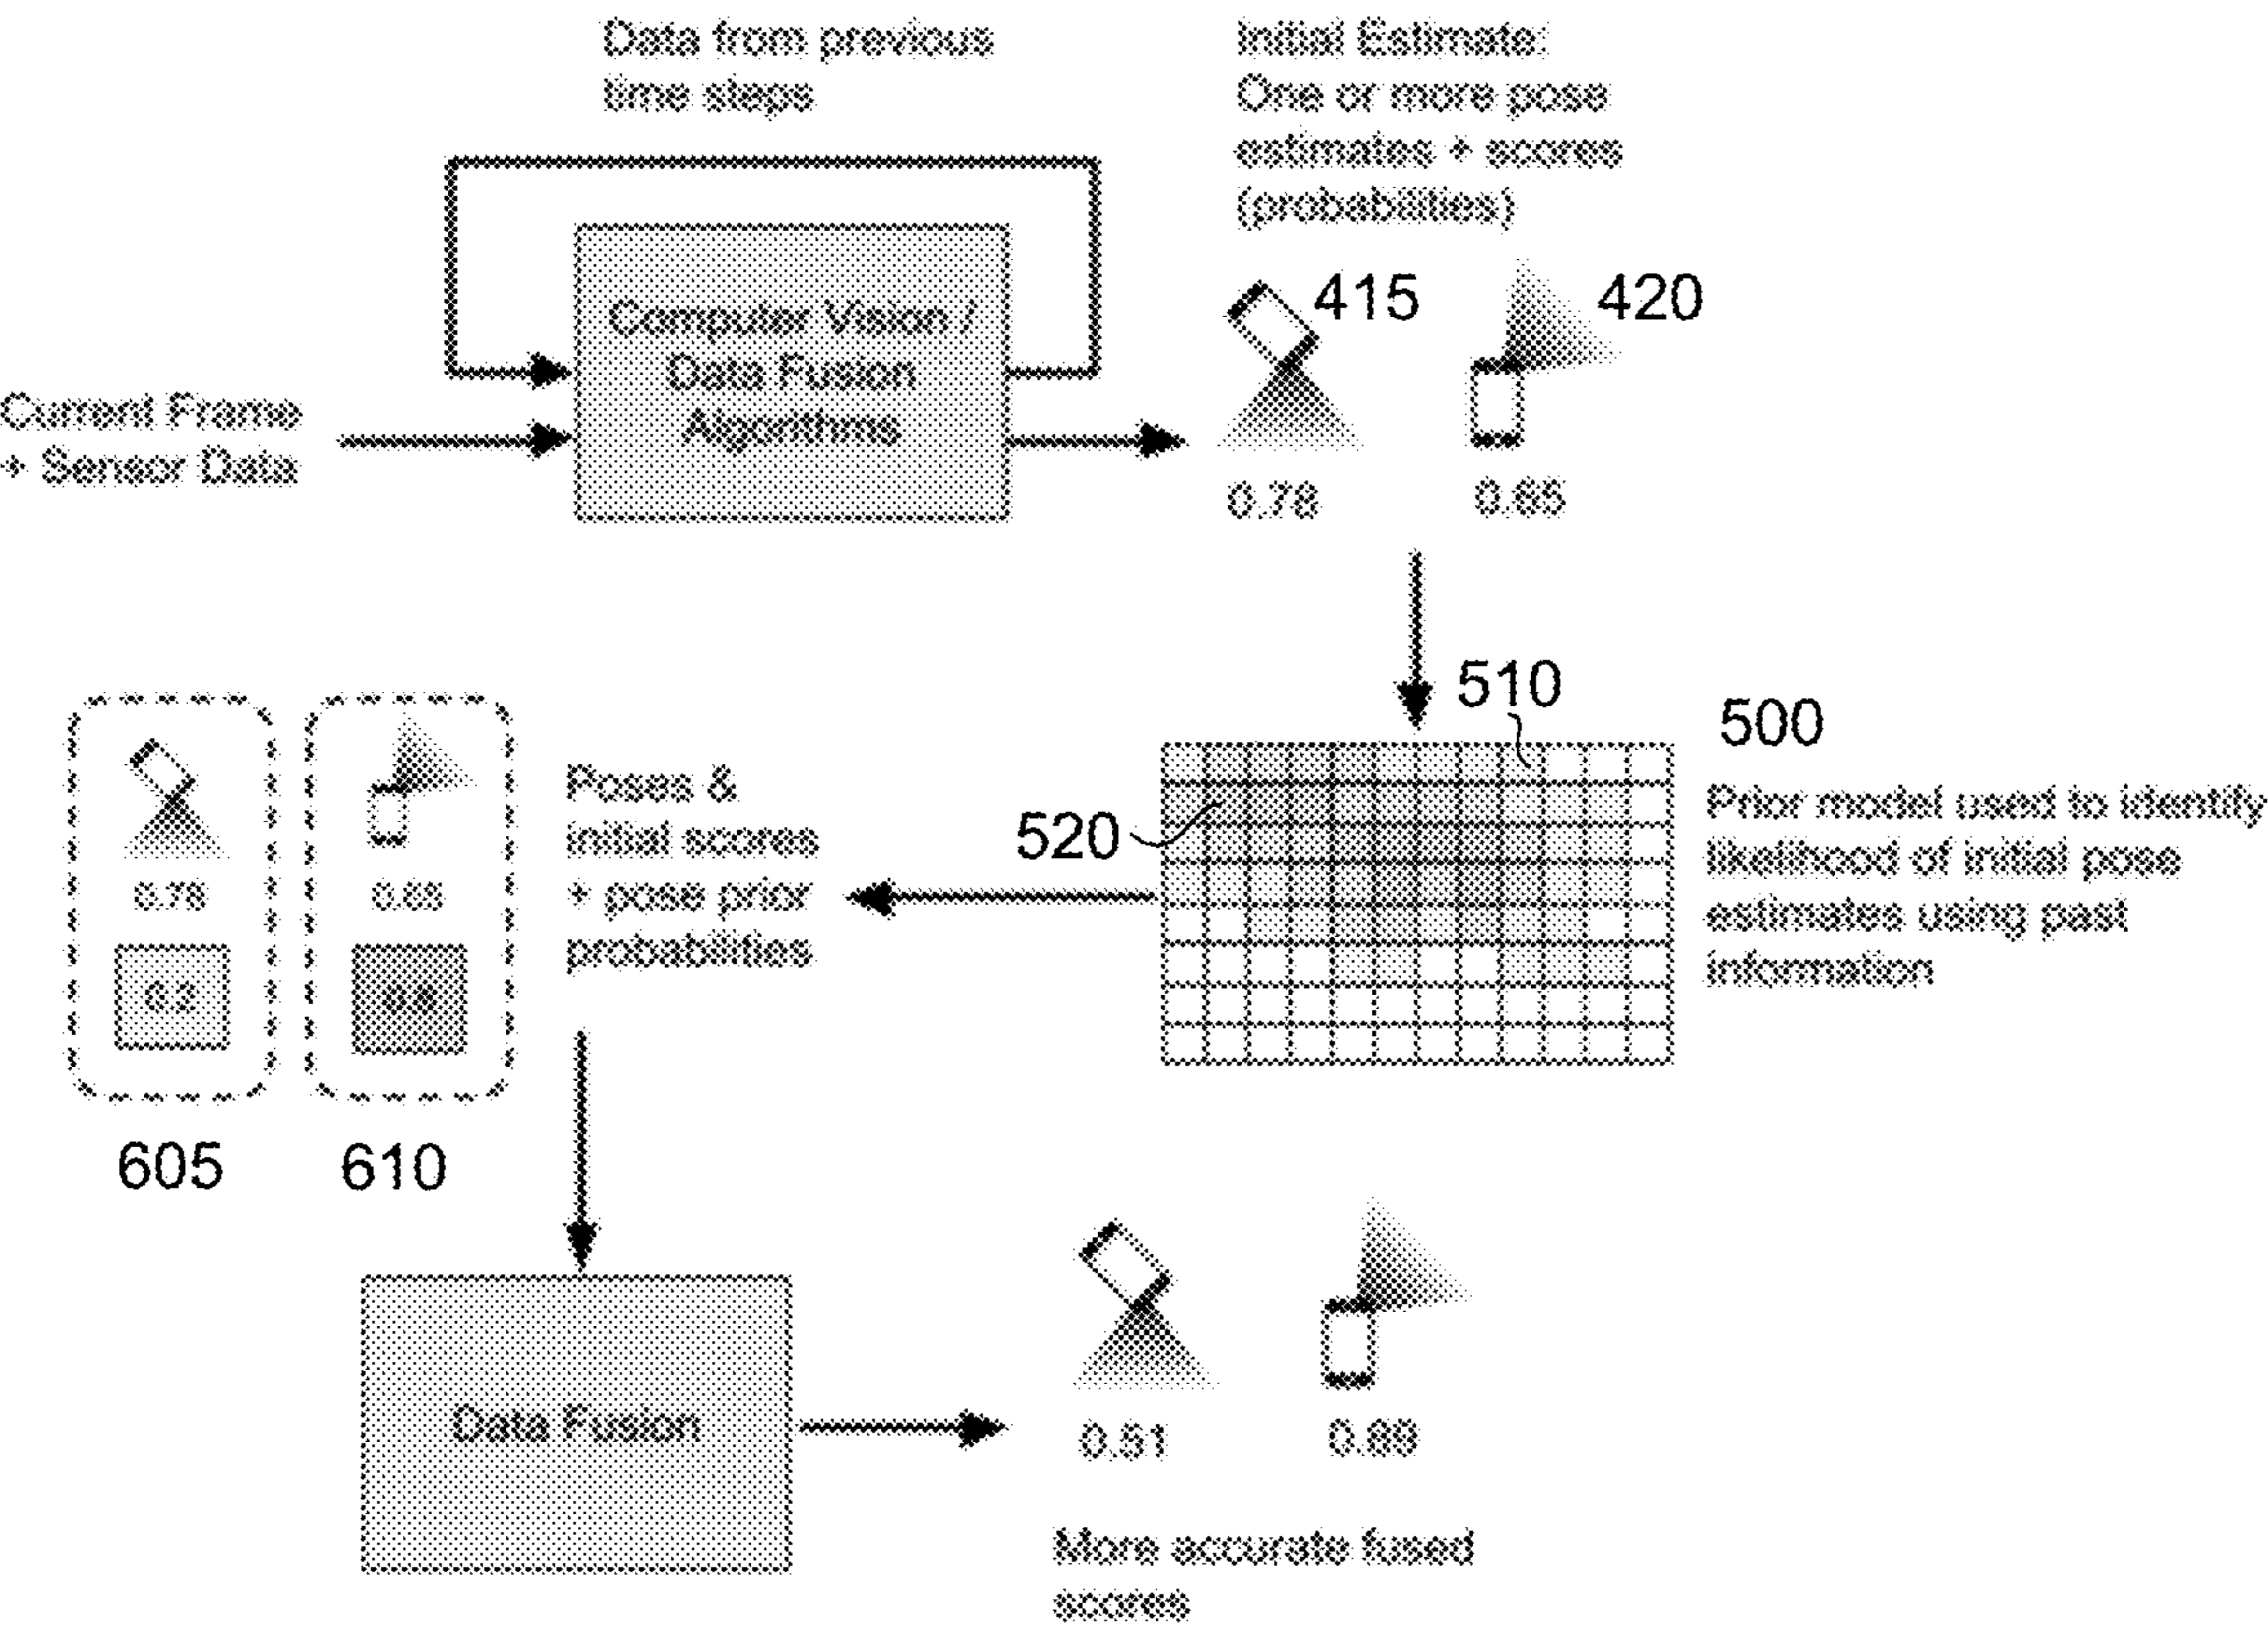 Data from previous
time steps
Initial Estimate:
One or more pose
estimates + scores
(probabilities)
415
420
Computer Vision /
Data Fusion
Algorithms
Current Frame
+ Sensor Data
0.78
0.65
510
500
520
Prior model used to identify
likelihood of initial pose
estimates using past
information
Poses &
initial scores
+ pose prior
probabilities
0.78
0.65
0.2
605
610
Data Fusion
0.51
More accurate fused
scores